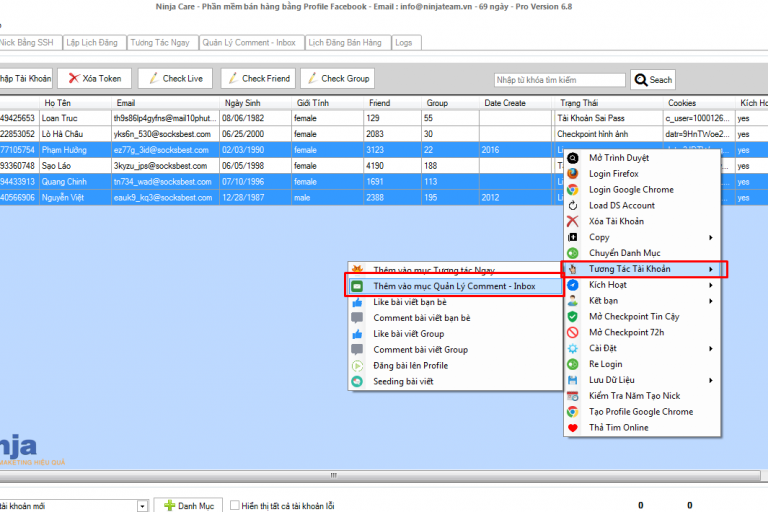 Ninja Care - Phần mềm bán hàng bằng Profile Facebook - Email : info@ninjateam.vn - 69 ngày - Pro Version 6.8
Nick Bằng SSH Lập Lịch Đăng Tương Tác Ngay Quản Lý Comment - Inbox Lịch Đăng Bán Hàng Logs
hập Tài Khoản Xóa Token Check Live Check Friend Check Group Nhập từ khóa tìm kiếm Seach
Họ Tên Email Ngày Sinh Giới Tính Friend Group Date Create Trạng Thái Cookies Kích Ho
49425653 Loan Truc th9s86lp4gyfns@mail10phut... 08/06/1982 female 129 55 Tài Khoản Sai Pass c_user=1000126... yes
22853052 Lò Hà Châu yks6n_530@socksbest.com 06/25/2000 female 2083 30 Checkpoint hình ảnh datr=9HnTWoe2... yes
77105754 Phạm Hưởng ez77g_3id@socksbest.com 02/03/1990 female 3123 22 2016 yes
93360748 Sao Láo 3kyzu_jps@socksbest.com 05/06/1998 female 4190 188 yes
94433913 Quang Chinh tn734_wad@socksbest.com 07/10/1996 female 1691 113 yes
40566906 Nguyễn Việt eauk9_kq3@socksbest.com 12/28/1987 male 2388 195 2012 yes
Mở Trình Duyệt
Login Firefox
Login Google Chrome
Load DS Account
Xóa Tài Khoản
Copy
Chuyển Danh Mục
Tương Tác Tài Khoản
Kích Hoạt
Kết bạn
Mở Checkpoint Tin Cậy
Mở Checkpoint 72h
Cài Đặt
Re Login
Lưu Dữ Liệu
Kiểm Tra Năm Tạo Nick
Tạo Profile Google Chrome
Thả Tim Online
Thêm vào mục Tương tác Ngay
Thêm vào mục Quản Lý Comment - Inbox
Like bài viết bạn bè
Comment bài viết bạn bè
Like bài viết Group
Comment bài viết Group
Đăng bài lên Profile
Seeding bài viết
nja
MARKETING HIỆU QUẢ
tài khoản mới Danh Mục Hiển thị tất cả tài khoản lỗi 0 0